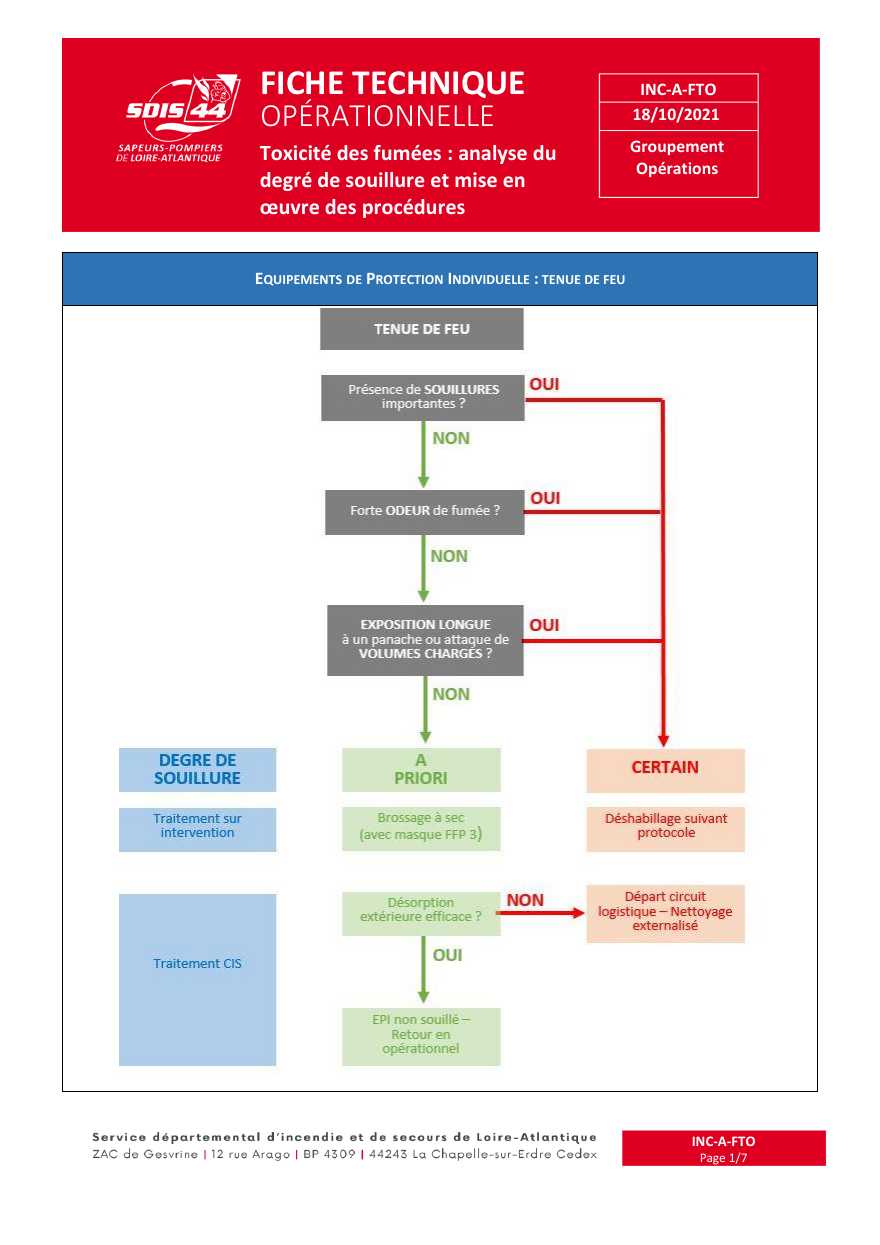 SDIS 44
SAPEURS-POMPIERS
DE LOIRE-ATLANTIQUE
FICHE TECHNIQUE
OPÉRATIONNELLE
Toxicité des fumées : analyse du
degré de souillure et mise en
œuvre des procédures
INC-A-FTO
18/10/2021
Groupement
Opérations
EQUIPEMENTS DE PROTECTION INDIVIDUELLE : TENUE DE FEU
TENUE DE FEU
Présence de SOUILLURES
importantes ?
OUI
NON
Forte ODEUR de fumée ?
OUI
NON
EXPOSITION LONGUE
à un panache ou attaque de
VOLUMES CHARGÉS ?
OUI
NON
DEGRE DE
SOUILLURE
A
PRIORI
CERTAIN
Traitement sur
intervention
Brossage à sec
(avec masque FFP 3)
Déshabillage suivant
protocole
Traitement CIS
Désorption
extérieure efficace ?
NON
Départ circuit
logistique – Nettoyage
externalisé
OUI
EPI non souillé –
Retour en
opérationnel
Service départemental d'incendie et de secours de Loire-Atlantique
ZAC de Gesvrine | 12 rue Arago | BP 4309 | 44243 La Chapelle-sur-Erdre Cedex
INC-A-FTO
Page 1/7